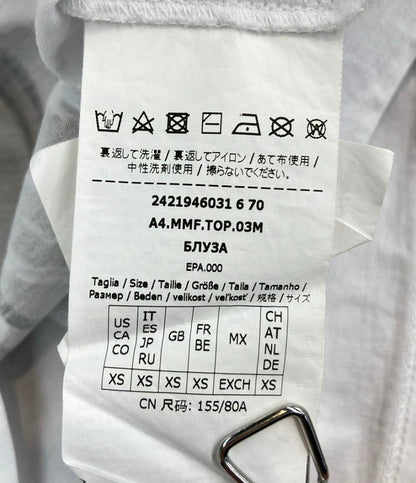 裏返して洗濯 / 裏返してアイロン / あて布使用 /
中性洗剤使用 / 擦らないでください。
2421946031 6 70
A4.MMF.TOP.03M
БЛУЗА
EPA.000
Taglia / Size / Taille / Größe / Talla / Tamanho /
Размер / Beden / velikost / veľkosť / 规格 / サイズ
US CA CO | IT ES JP RU | GB | FR BE | MX | CH AT NL DE
XS | XS | XS | XS | EXCH | XS
CN 尺码: 155/80A